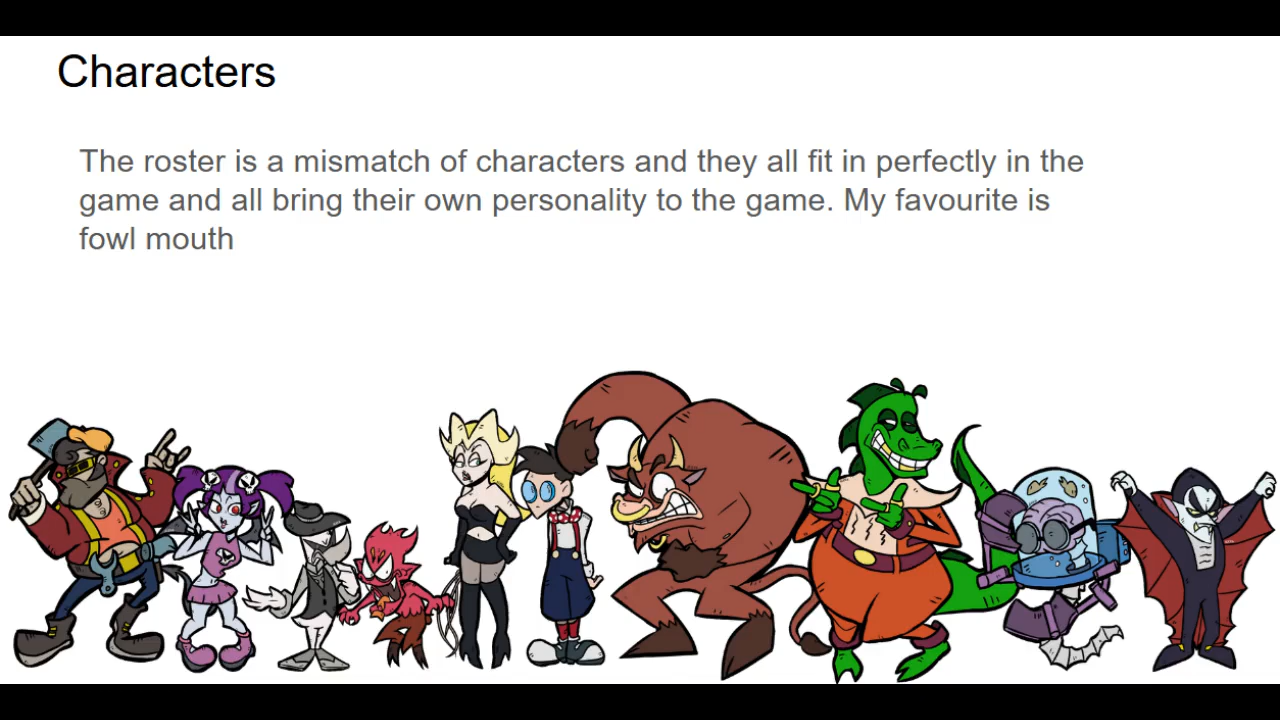 Characters
The roster is a mismatch of characters and they all fit in perfectly in the
game and all bring their own personality to the game. My favourite is
fowl mouth